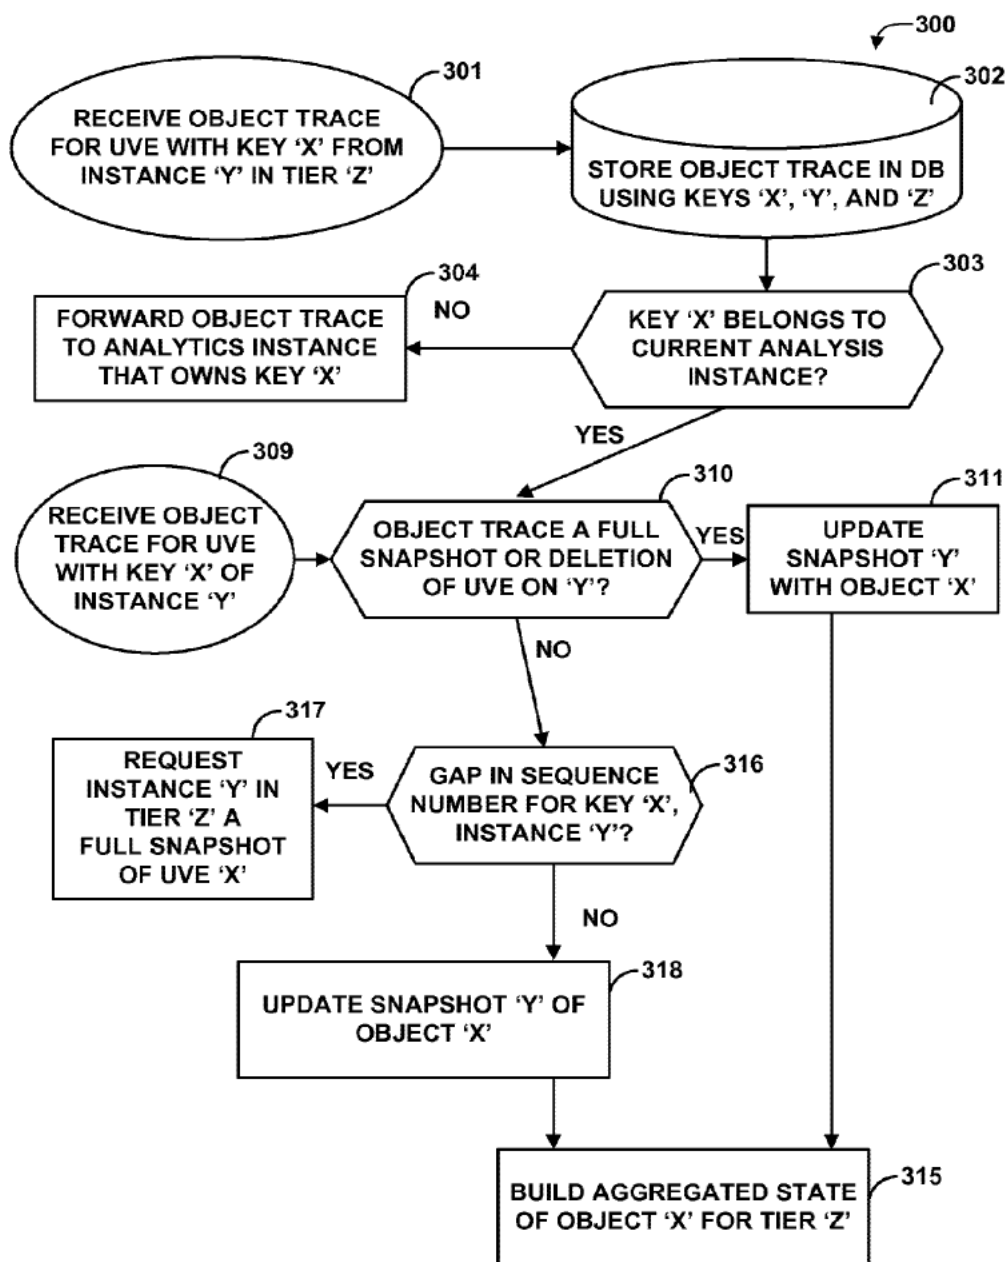 300
301
RECEIVE OBJECT TRACE
FOR UVE WITH KEY ‘X’ FROM
INSTANCE ‘Y’ IN TIER ‘Z’
302
STORE OBJECT TRACE IN DB
USING KEYS ‘X’, ‘Y’, AND ‘Z’
304
FORWARD OBJECT TRACE
TO ANALYTICS INSTANCE
THAT OWNS KEY ‘X’
NO
303
KEY ‘X’ BELONGS TO
CURRENT ANALYSIS
INSTANCE?
YES
309
RECEIVE OBJECT
TRACE FOR UVE
WITH KEY ‘X’ OF
INSTANCE ‘Y’
310
OBJECT TRACE A FULL
SNAPSHOT OR DELETION
OF UVE ON ‘Y’?
YES
311
UPDATE
SNAPSHOT ‘Y’
WITH OBJECT ‘X’
NO
317
REQUEST
INSTANCE ‘Y’ IN
TIER ‘Z’ A
FULL SNAPSHOT
OF UVE ‘X’
YES
316
GAP IN SEQUENCE
NUMBER FOR KEY ‘X’,
INSTANCE ‘Y’?
NO
318
UPDATE SNAPSHOT ‘Y’ OF
OBJECT ‘X’
315
BUILD AGGREGATED STATE
OF OBJECT ‘X’ FOR TIER ‘Z’